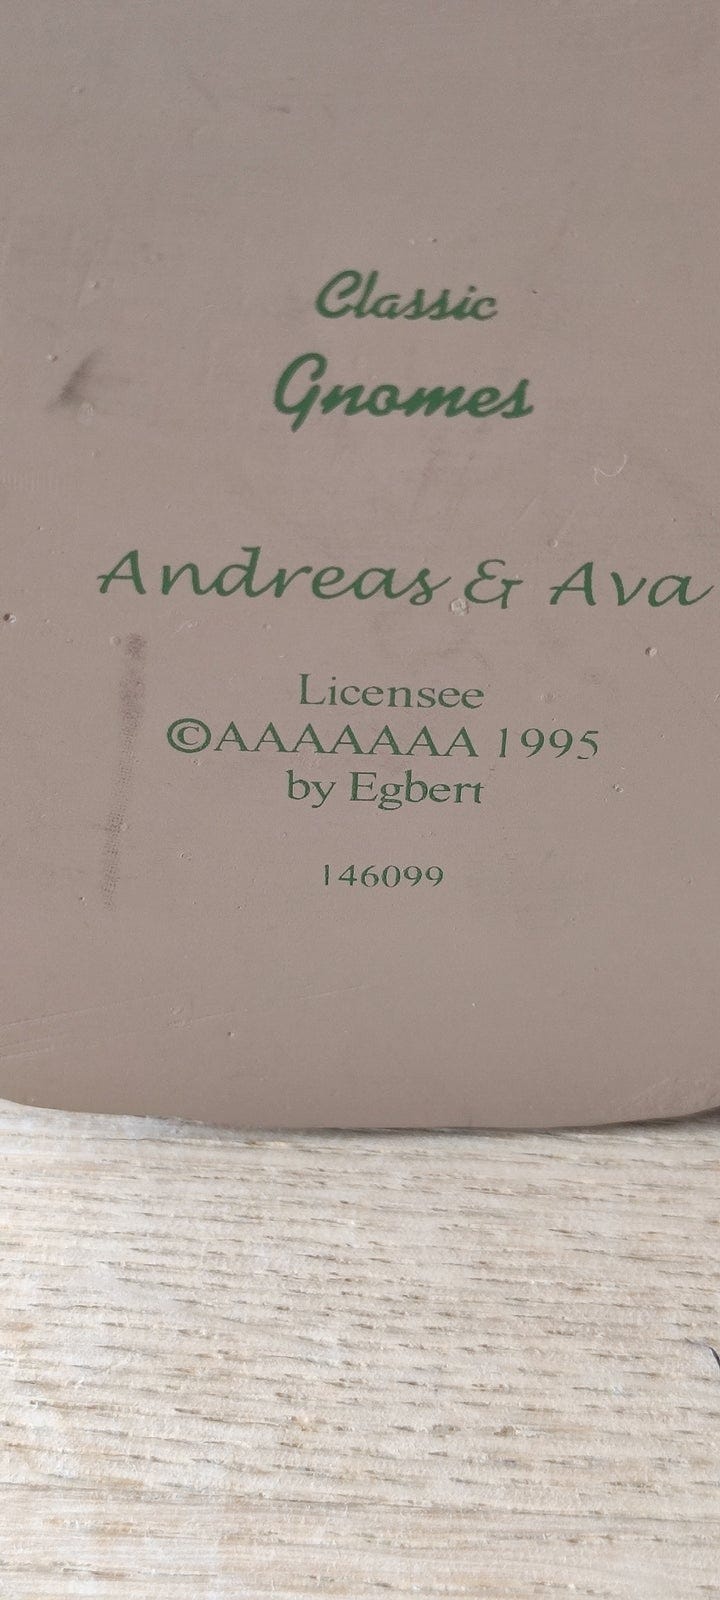 Classic
Gnomes
Andreas & Ava
Licensee
©AAAAAAA 1995
by Egbert
146099